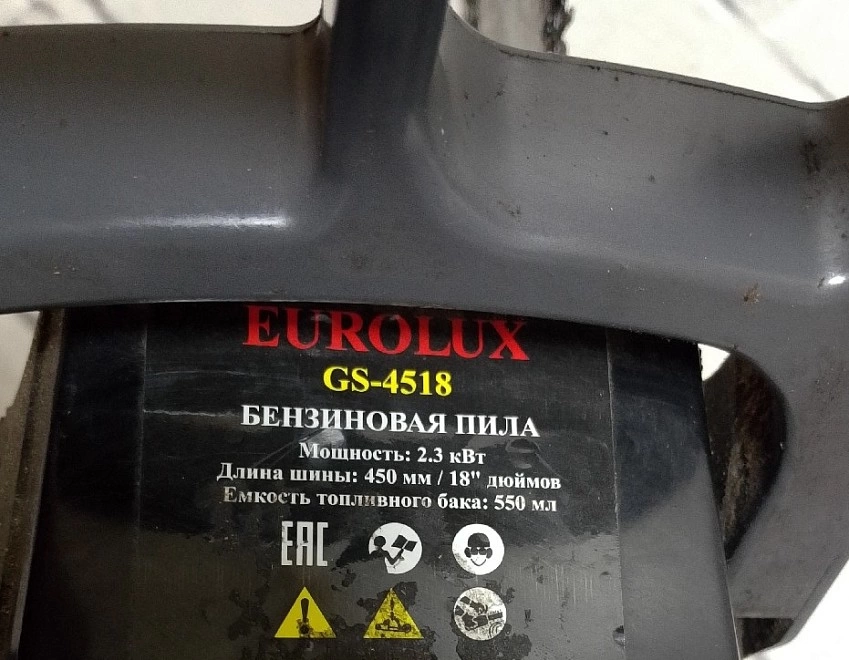 EUROLUX
GS-4518
БЕНЗИНОВАЯ ПИЛА
Мощность: 2.3 кВт
Длина шины: 450 мм / 18" дюймов
Емкость топливного бака: 550 мл
EAC